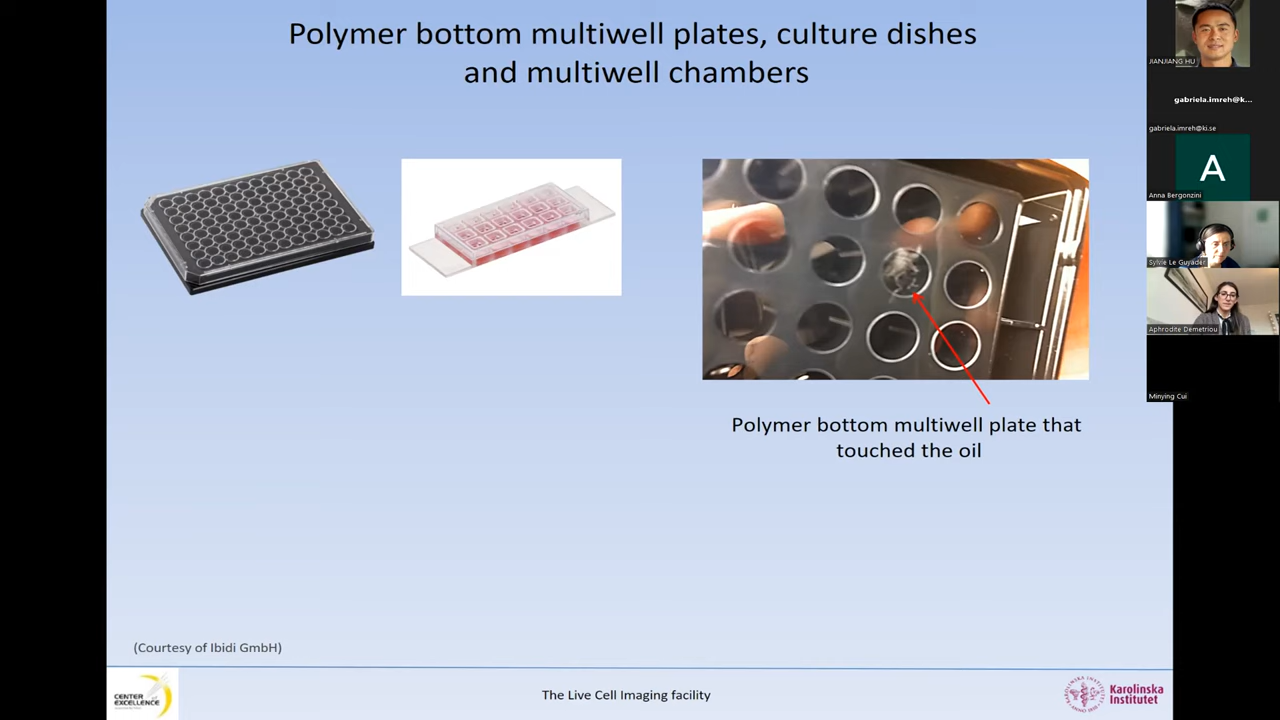 Polymer bottom multiwell plates, culture dishes
and multiwell chambers
Polymer bottom multiwell plate that
touched the oil
(Courtesy of Ibidi GmbH)
CENTER
EXCELLENCE
The Live Cell Imaging facility
Karolinska
Institutet
JIANJIANG HU
gabriela.imreh@k...
gabriela.imreh@ki.se
A
Anna Bergonzini
Sylvie Le Guyader
Aphrodite Demetriou
Minying Cui